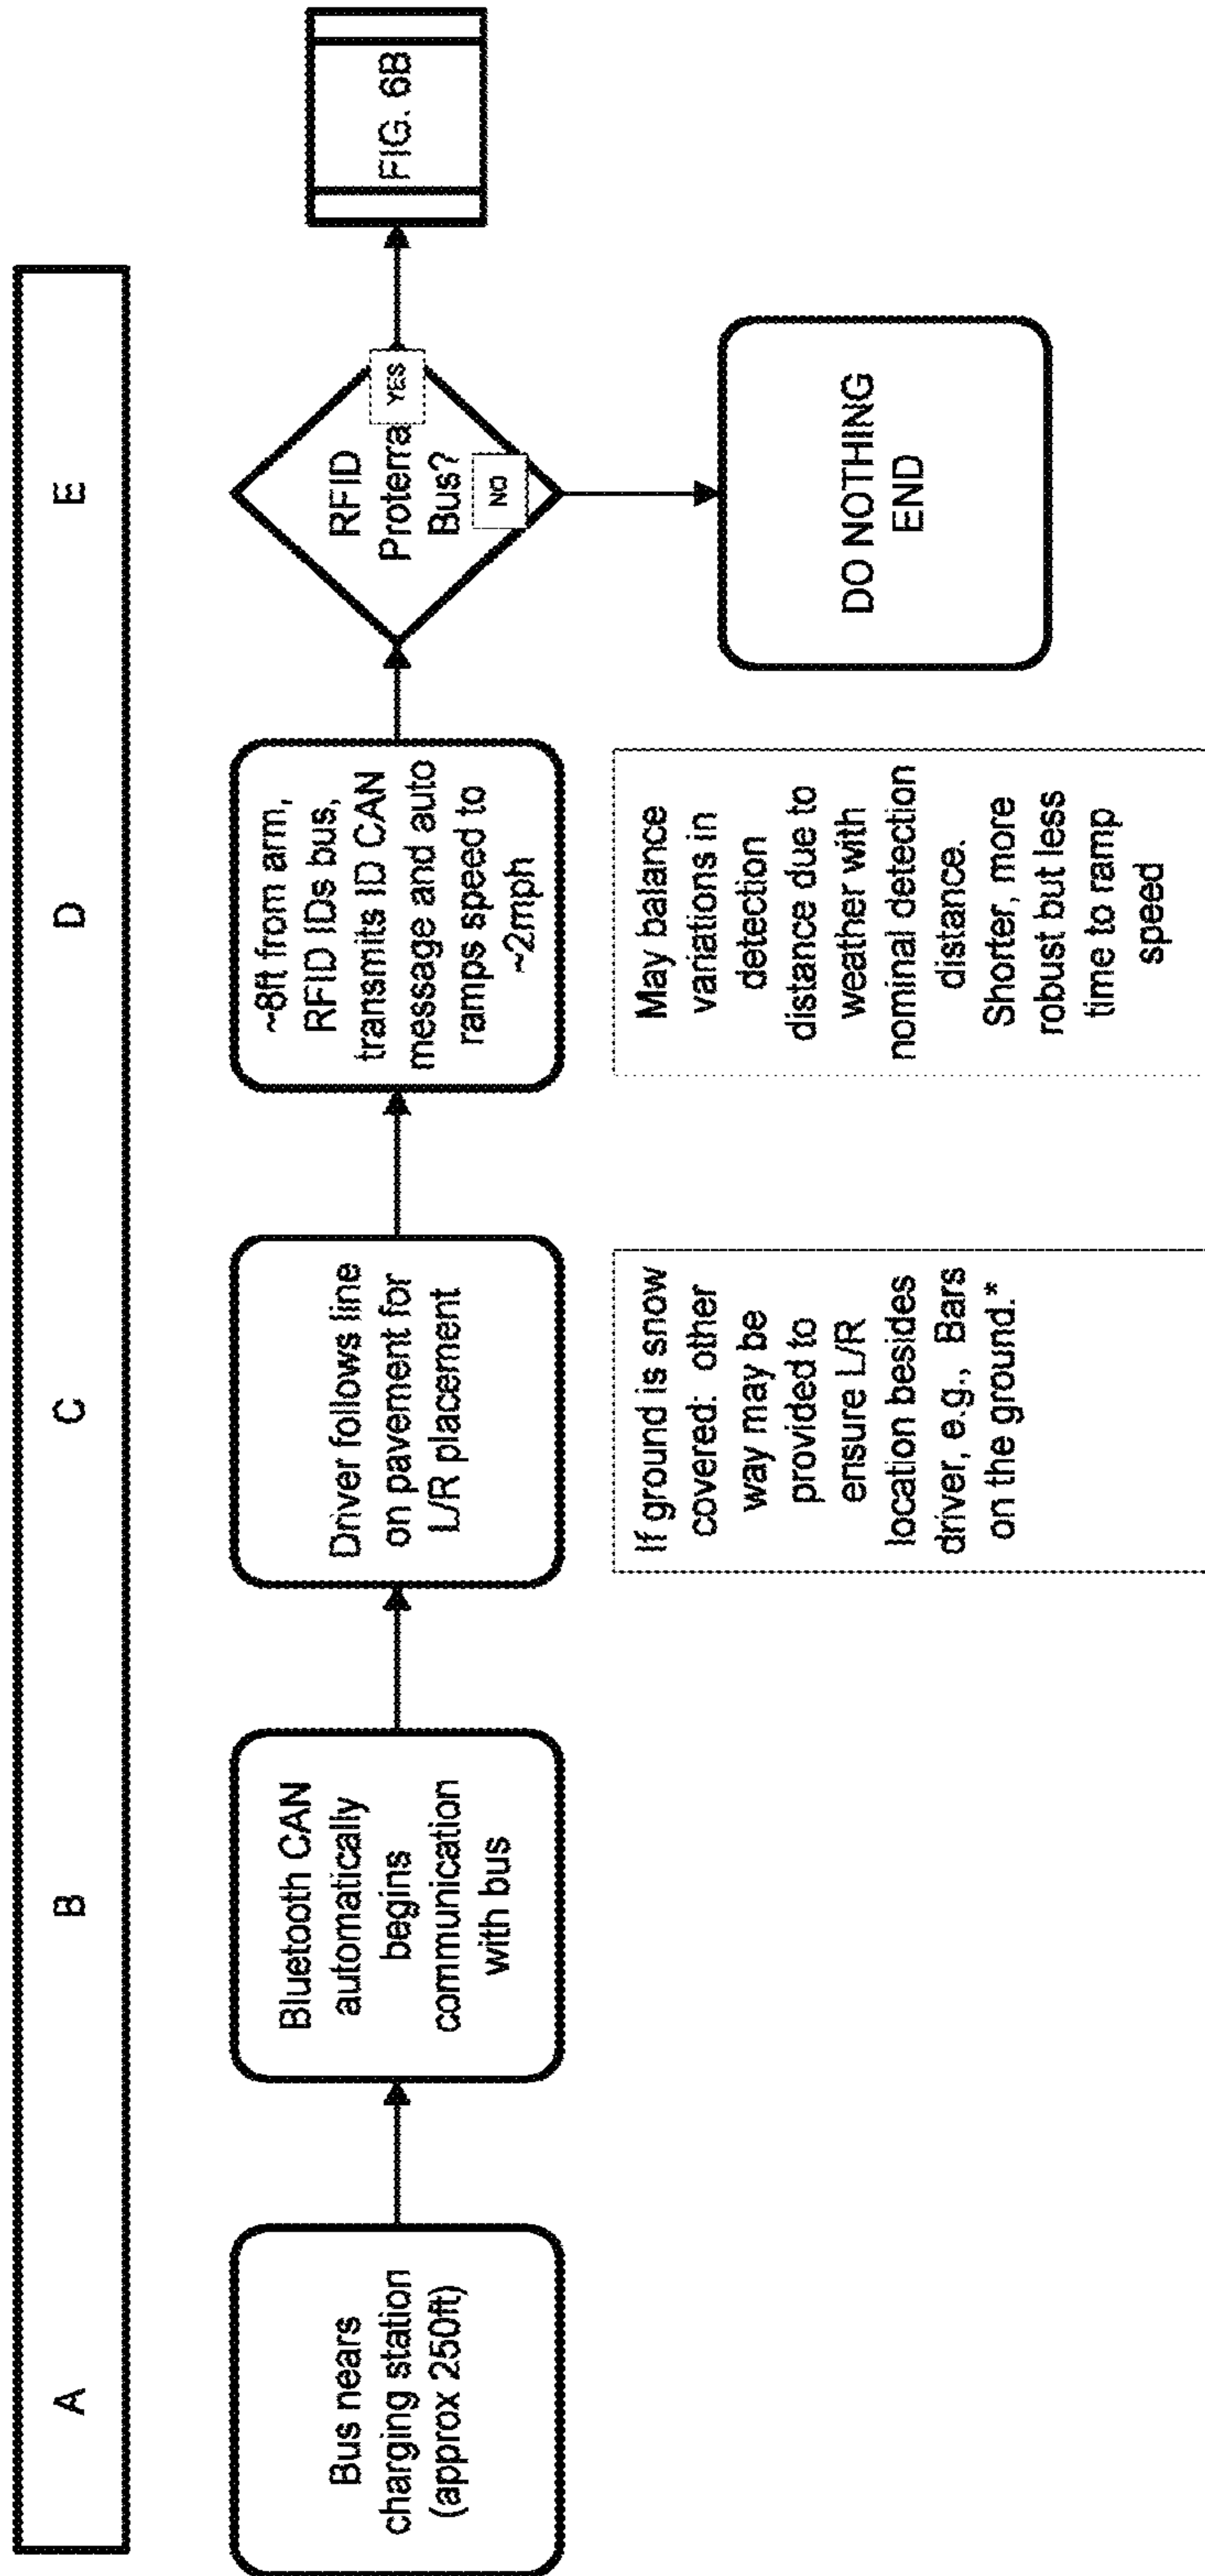 A B C D E
Bus nears
charging station
(approx 250ft)
Bluetooth CAN
automatically
begins
communication
with bus
Driver follows line
on pavement for
L/R placement
If ground is snow
covered: other
way may be
provided to
ensure L/R
location besides
driver, e.g., Bars
on the ground.*
~8ft from arm,
RFID IDs bus,
transmits ID CAN
message and auto
ramps speed to
~2mph
May balance
variations in
detection
distance due to
weather with
nominal detection
distance.
Shorter, more
robust but less
time to ramp
speed
RFID
Proterra
Bus?
YES
NO
FIG. 6B
DO NOTHING
END